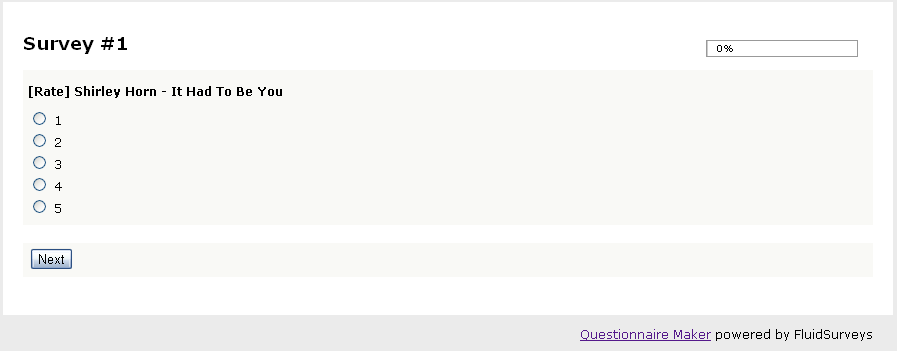 Survey #1
0%
[Rate] Shirley Horn - It Had To Be You
1
2
3
4
5
Next
Questionnaire Maker powered by FluidSurveys